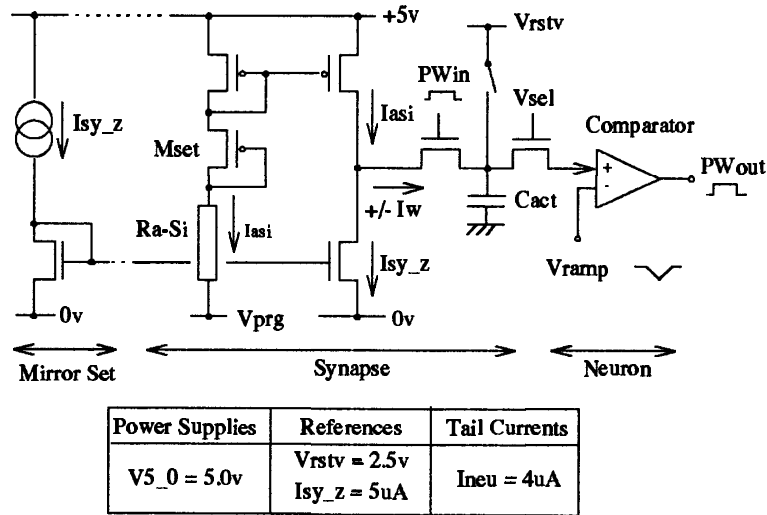 +5v
Vrstv
PWin
Isy_z
Iasi
Vsel
Comparator
Mset
+
-
PWout
+/- Iw
Cact
Ra-Si
Iasi
Isy_z
Vramp
0v
Vprg
0v
Mirror Set
Synapse
Neuron
Power Supplies
References
Tail Currents
V5_0 = 5.0v
Vrstv = 2.5v
Isy_z = 5uA
Ineu = 4uA